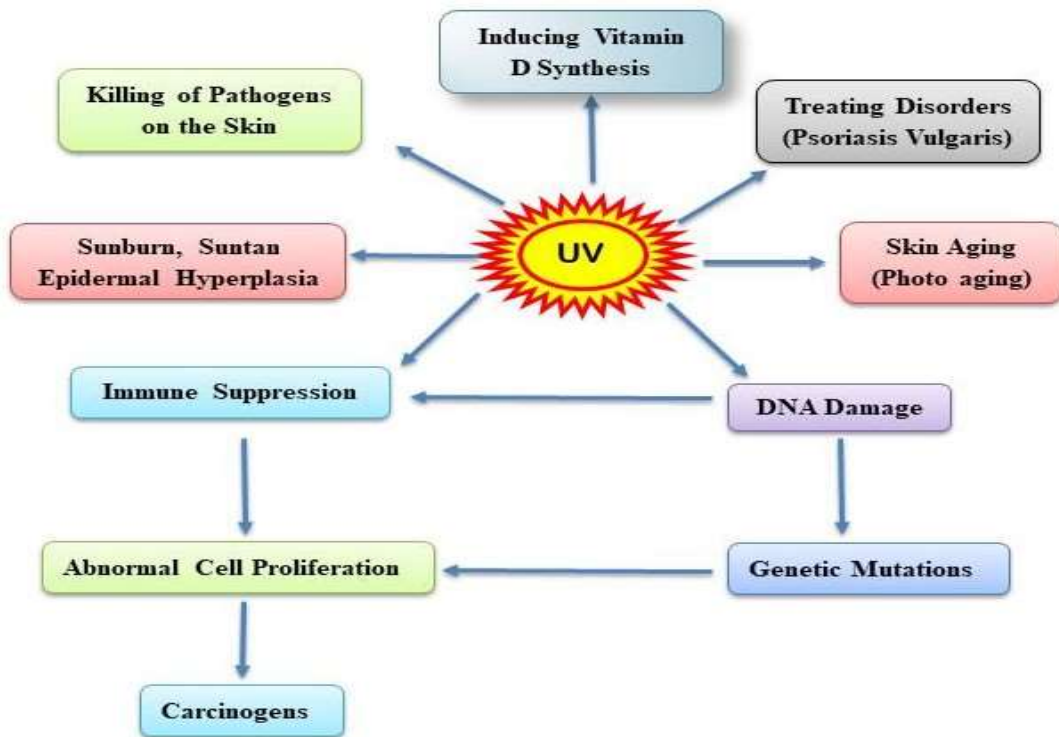 Inducing Vitamin
D Synthesis
Killing of Pathogens
on the Skin
Treating Disorders
(Psoriasis Vulgaris)
Sunburn, Suntan
Epidermal Hyperplasia
UV
Skin Aging
(Photo aging)
Immune Suppression
DNA Damage
Abnormal Cell Proliferation
Genetic Mutations
Carcinogens